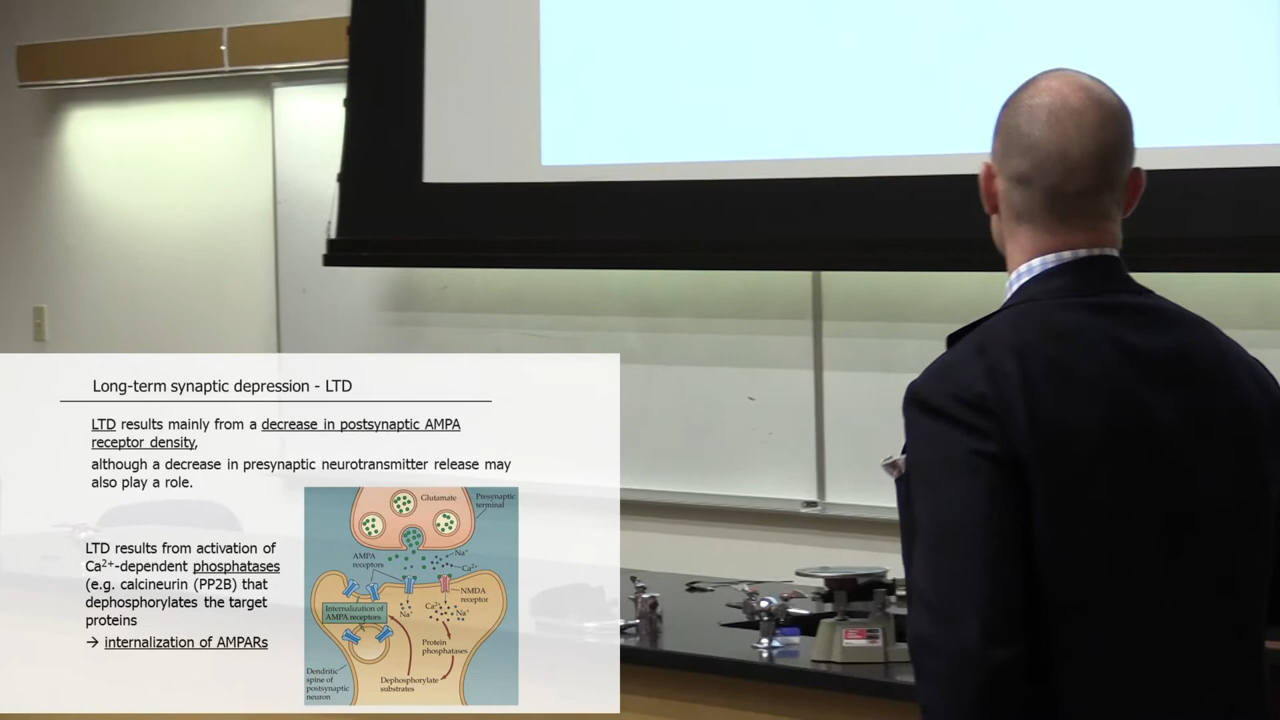 Long-term synaptic depression - LTD
LTD results mainly from a decrease in postsynaptic AMPA
receptor density,
although a decrease in presynaptic neurotransmitter release may
also play a role.
LTD results from activation of
Ca²⁺-dependent phosphatases
(e.g. calcineurin (PP2B) that
dephosphorylates the target
proteins
→ internalization of AMPARs
Glutamate
Presynaptic
terminal
AMPA
receptors
Na⁺
Ca²⁺
NMDA
receptor
Internalization of
AMPA receptors
Na⁺
Ca²⁺
Na⁺
Protein
phosphatases
Dendritic
spine of
postsynaptic
neuron
Dephosphorylate
substrates